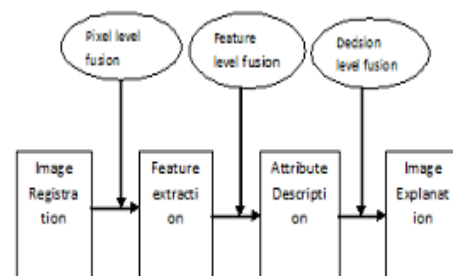 Pixel level
fusion
Feature
level fusion
Decision
level fusion
Image
Registra
tion
Feature
extracti
on
Attribute
Descripti
on
Image
Explanat
ion